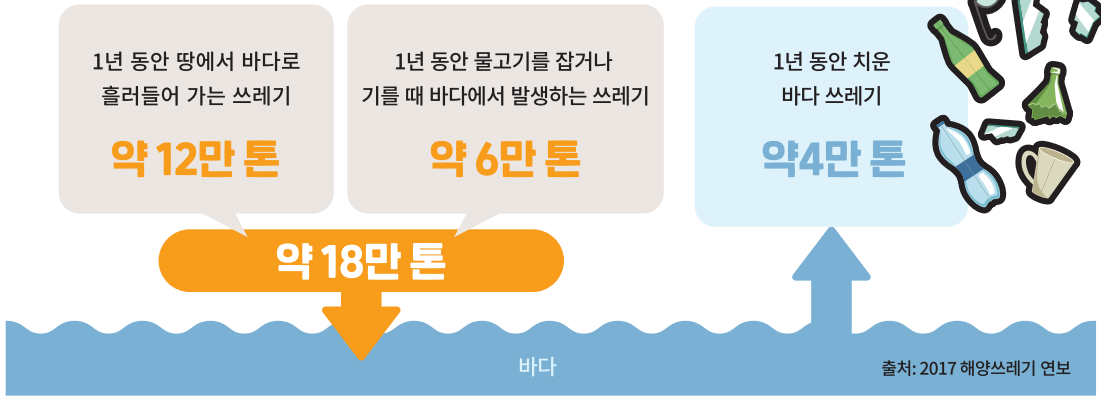 1년 동안 땅에서 바다로
흘러들어 가는 쓰레기
약 12만 톤
1년 동안 물고기를 잡거나
기를 때 바다에서 발생하는 쓰레기
약 6만 톤
약 18만 톤
1년 동안 치운
바다 쓰레기
약4만 톤
바다
출처: 2017 해양쓰레기 연보